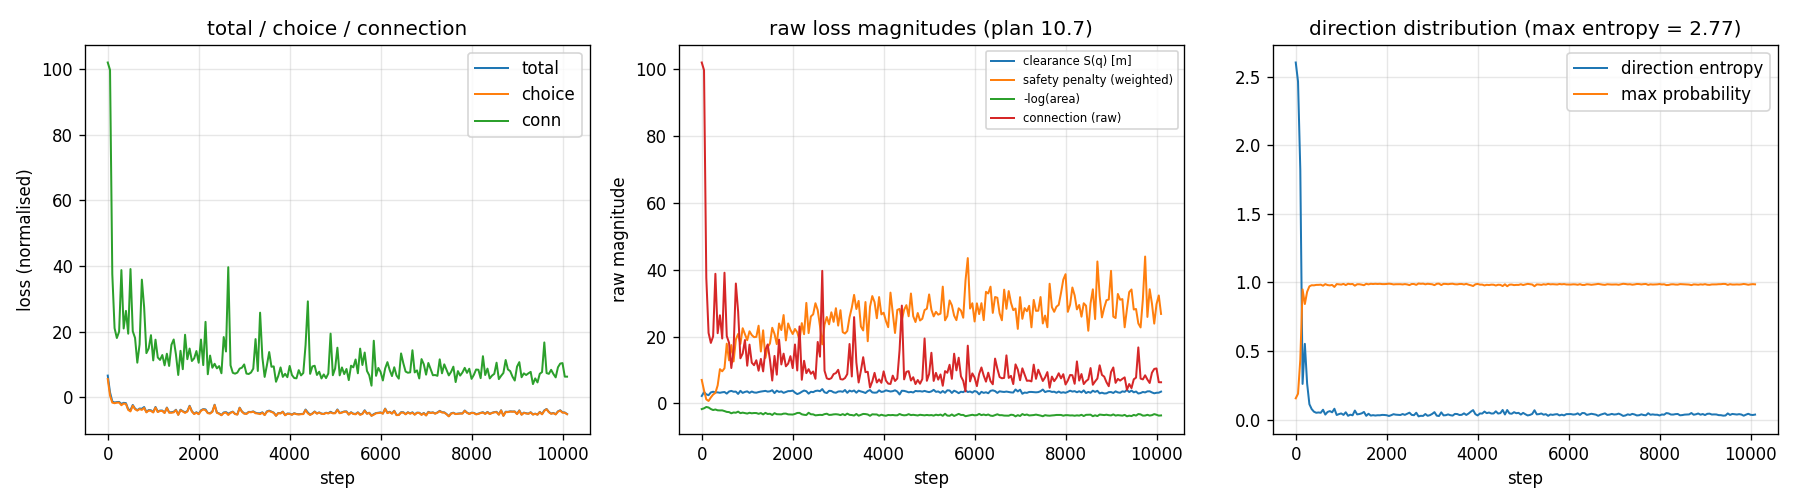 total / choice / connection
loss (normalised)
100
80
60
40
20
0
total
choice
conn
0 2000 4000 6000 8000 10000
step
raw loss magnitudes (plan 10.7)
raw magnitude
100
80
60
40
20
0
clearance S(q) [m]
safety penalty (weighted)
-log(area)
connection (raw)
0 2000 4000 6000 8000 10000
step
direction distribution (max entropy = 2.77)
2.5
2.0
1.5
1.0
0.5
0.0
direction entropy
max probability
0 2000 4000 6000 8000 10000
step